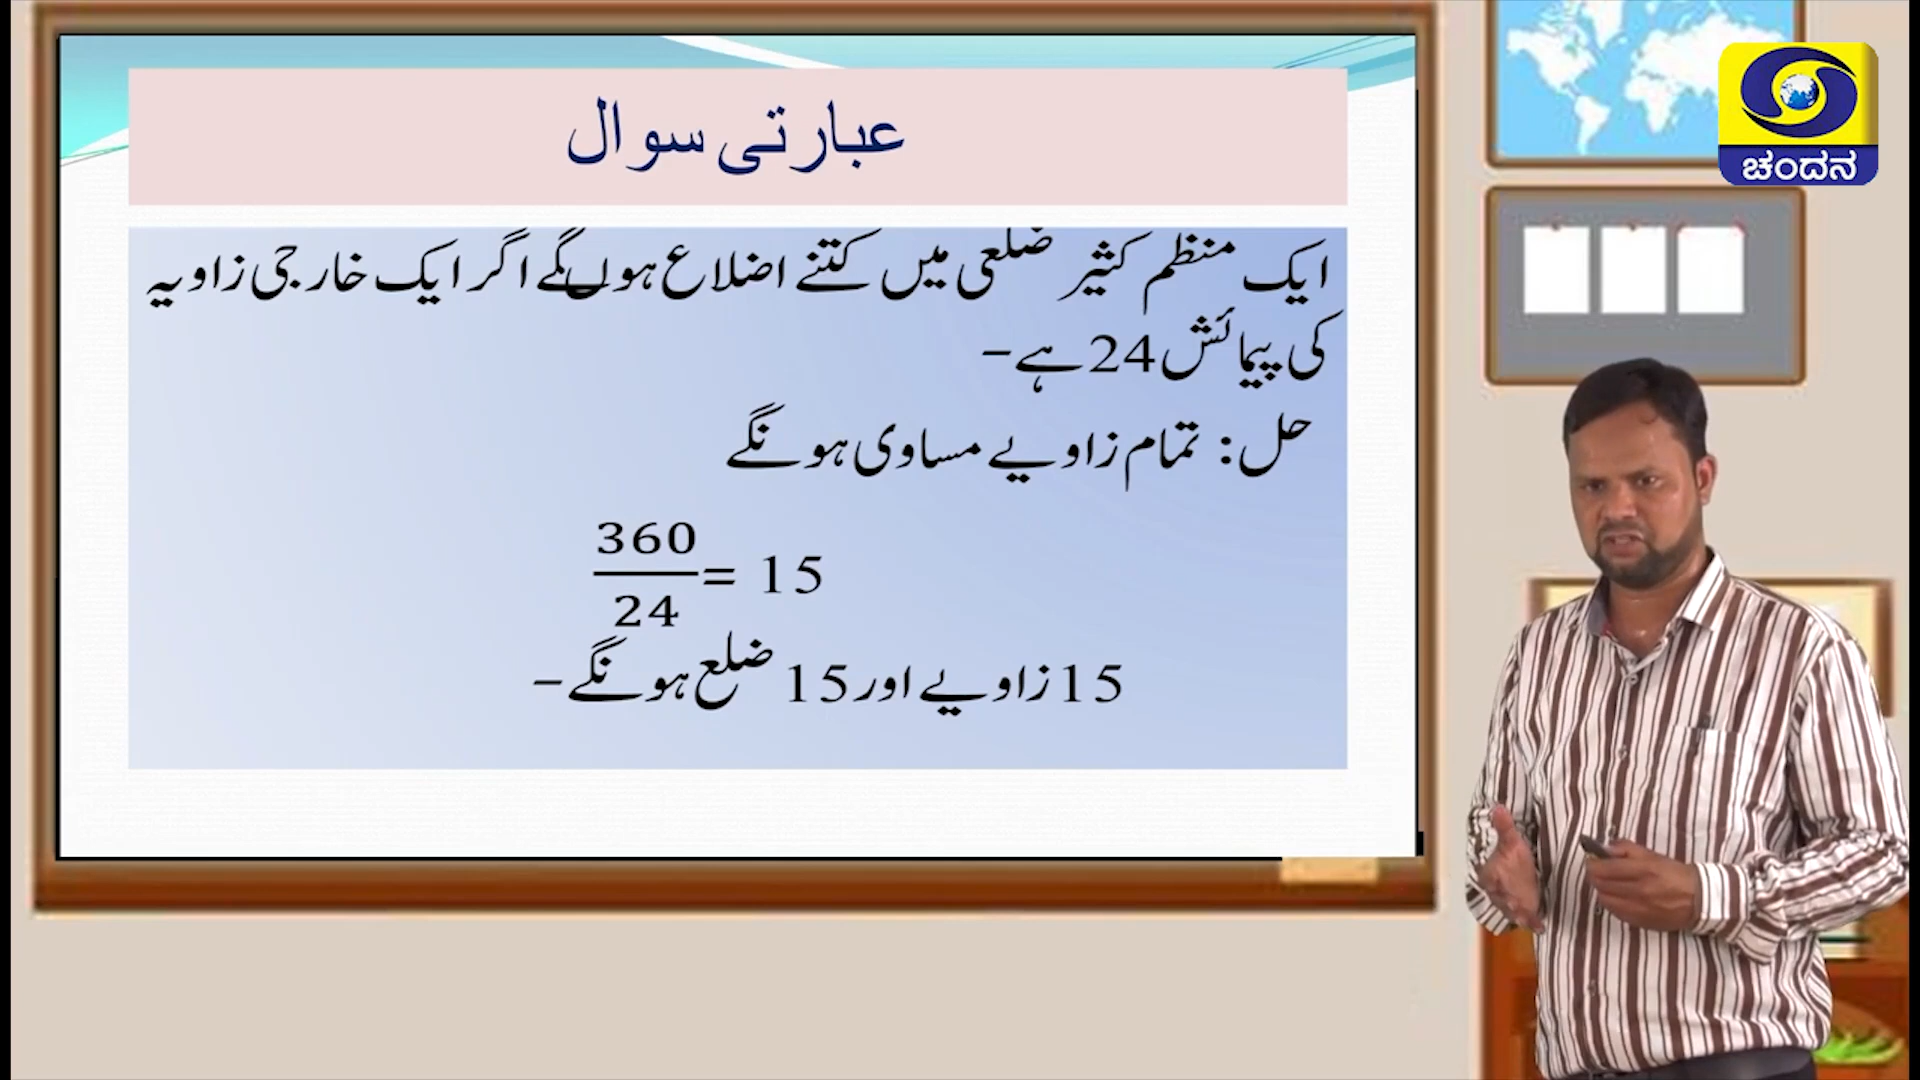 عبارتی سوال
ایک منظم کثیر ضلعی میں کتنے اضلاع ہوں گے اگر ایک خارجی زاویہ
کی پیمائش 24 ہے-
حل: تمام زاویے مساوی ہونگے
360
24
= 15
15 زاویے اور 15 ضلع ہونگے-
ಚಂದನ